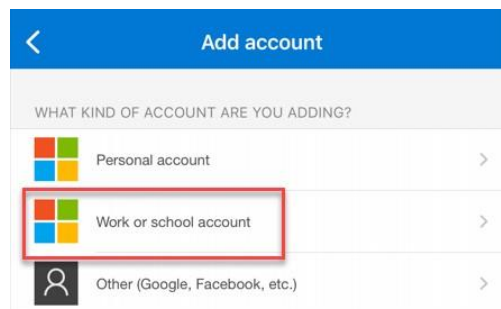 Add account
WHAT KIND OF ACCOUNT ARE YOU ADDING?
Personal account
Work or school account
Other (Google, Facebook, etc.)